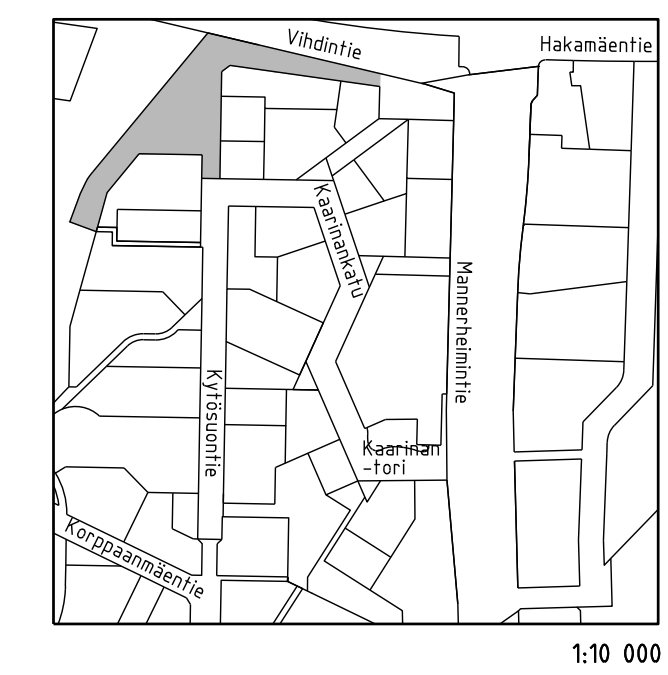 Vihdintie
Hakamäentie
Kaarinankatu
Mannerheimintie
Kytösuontie
Kaarinan
-tori
Korppaanmäentie
1:10 000